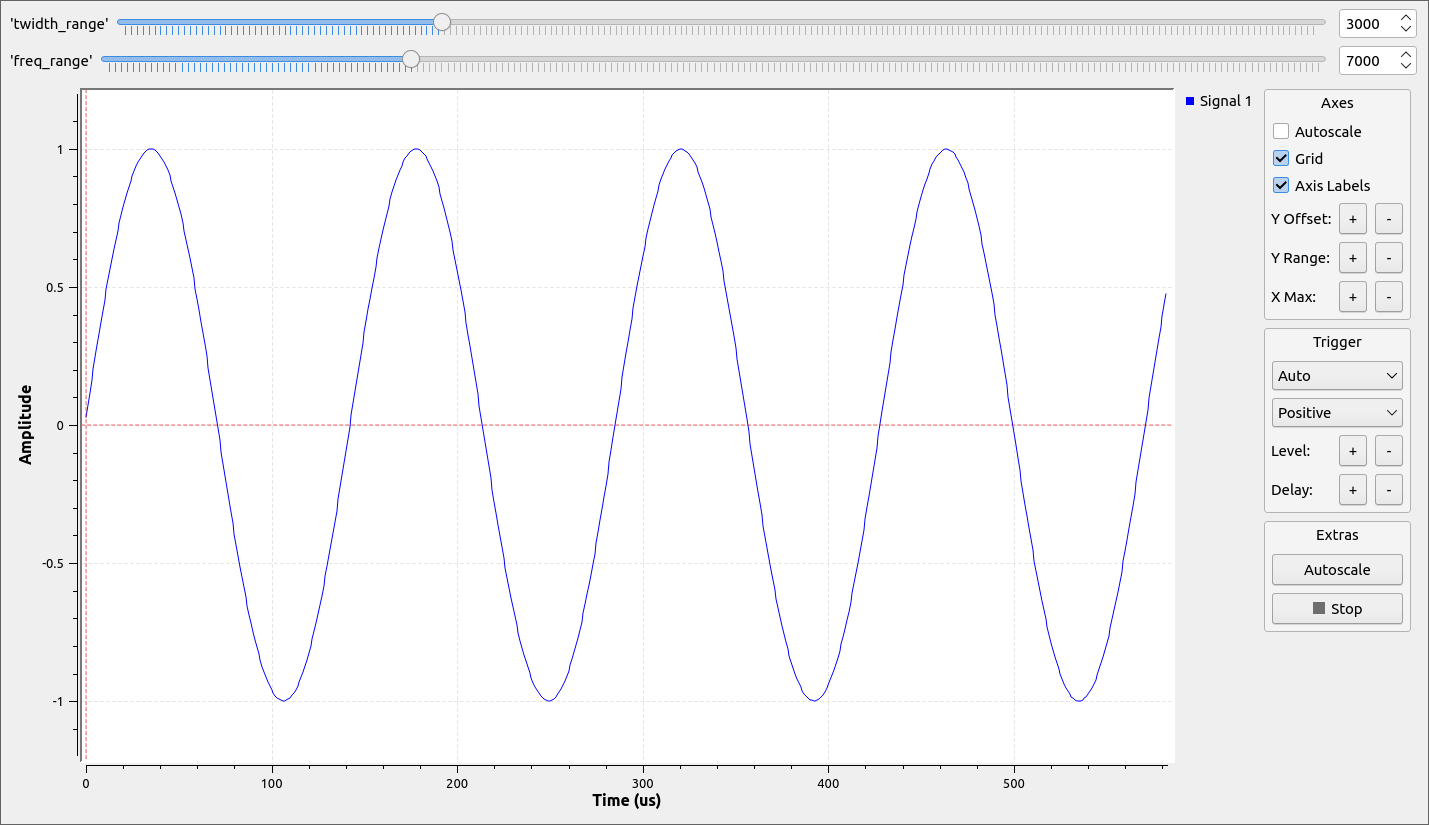 'twidth_range' 3000
'freq_range' 7000
Signal 1
Axes
Autoscale
Grid
Axis Labels
Y Offset: + -
Y Range: + -
X Max: + -
Trigger
Auto
Positive
Level: + -
Delay: + -
Extras
Autoscale
Stop
Amplitude
1
0.5
0
-0.5
-1
0 100 200 300 400 500
Time (us)